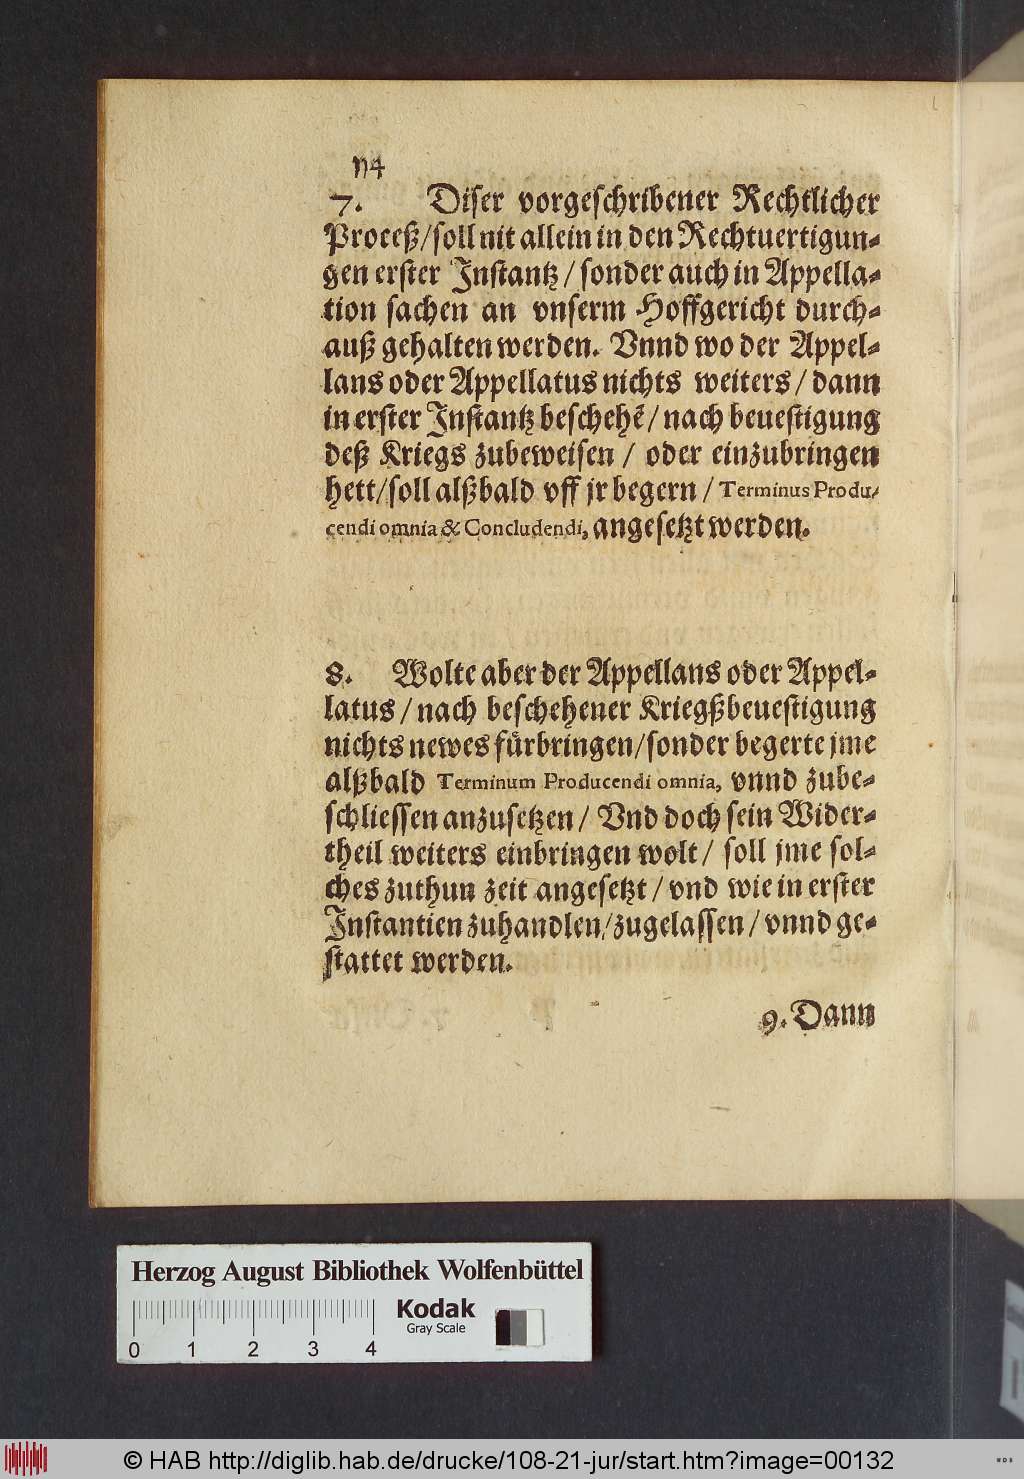 114
7. Diser vorgeschribener Rechtlicher
Proceß/soll nit allein in den Rechtuertigun-
gen erster Instantz/sonder auch in Appella-
tion sachen an vnserm Hoffgericht durch-
auß gehalten werden. Vnnd wo der Appel-
lans oder Appellatus nichts weiters/dann
in erster Instantz beschehẽ/nach beuestigung
deß Kriegs zubeweisen/ oder einzubringen
hett/soll alßbald vff jr begern/Terminus Produ-
cendi omnia & Concludendi, angesetzt werden.
8. Wolte aber der Appellans oder Appel-
latus/nach beschehener Kriegßbeuestigung
nichts newes fürbringen/sonder begerte jme
alßbald Terminum Producendi omnia, vnnd zube-
schliessen anzusetzen/ Vnd doch sein Wider-
theil weiters einbringen wolt/ soll jme sol-
ches zuthun zeit angesetzt/vnd wie in erster
Instantien zuhandlen/zugelassen/vnnd ge-
stattet werden.
9. Dann
Herzog August Bibliothek Wolfenbüttel
Kodak
Gray Scale
0 1 2 3 4
© HAB http://diglib.hab.de/drucke/108-21-jur/start.htm?image=00132